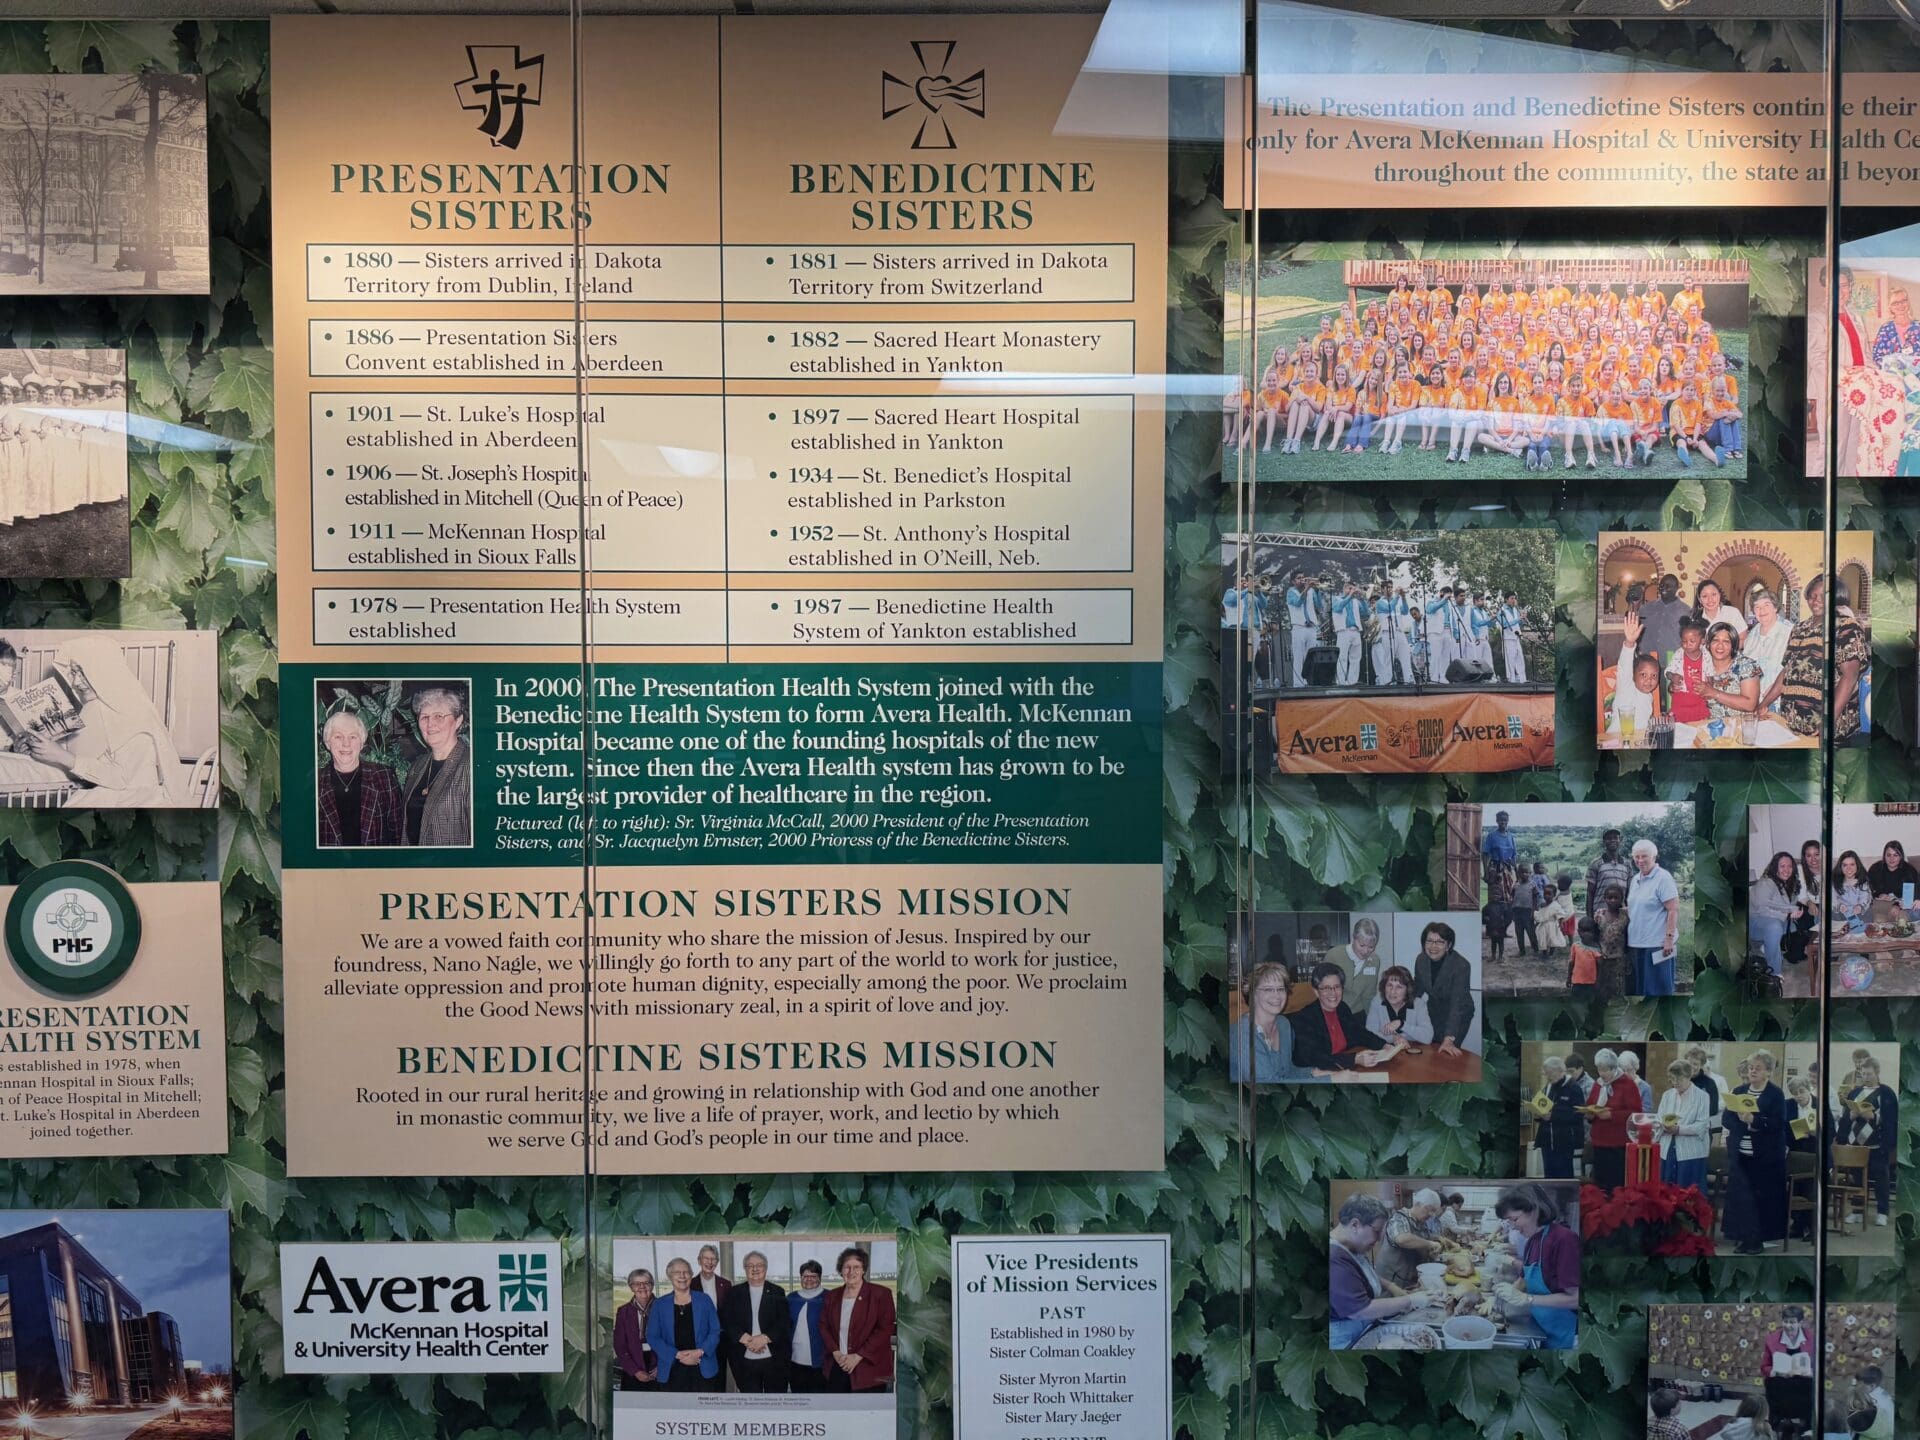 PRESENTATION
SISTERS
• 1880 — Sisters arrived in Dakota
Territory from Dublin, Ireland
• 1886 — Presentation Sisters
Convent established in Aberdeen
• 1901 — St. Luke's Hospital
established in Aberdeen
• 1906 — St. Joseph's Hospital
established in Mitchell (Queen of Peace)
• 1911 — McKennan Hospital
established in Sioux Falls
• 1978 — Presentation Health System
established
BENEDICTINE
SISTERS
• 1881 — Sisters arrived in Dakota
Territory from Switzerland
• 1882 — Sacred Heart Monastery
established in Yankton
• 1897 — Sacred Heart Hospital
established in Yankton
• 1934 — St. Benedict's Hospital
established in Parkston
• 1952 — St. Anthony's Hospital
established in O'Neill, Neb.
• 1987 — Benedictine Health
System of Yankton established
In 2000, The Presentation Health System joined with the
Benedictine Health System to form Avera Health. McKennan
Hospital became one of the founding hospitals of the new
system. Since then the Avera Health system has grown to be
the largest provider of healthcare in the region.
Pictured (left to right): Sr. Virginia McCall, 2000 President of the Presentation
Sisters, and Sr. Jacquelyn Ernster, 2000 Prioress of the Benedictine Sisters.
PRESENTATION SISTERS MISSION
We are a vowed faith community who share the mission of Jesus. Inspired by our
foundress, Nano Nagle, we willingly go forth to any part of the world to work for justice,
alleviate oppression and promote human dignity, especially among the poor. We proclaim
the Good News with missionary zeal, in a spirit of love and joy.
BENEDICTINE SISTERS MISSION
Rooted in our rural heritage and growing in relationship with God and one another
in monastic community, we live a life of prayer, work, and lectio by which
we serve God and God's people in our time and place.
PHS
RESENTATION
ALTH SYSTEM
s established in 1978, when
ennan Hospital in Sioux Falls;
n of Peace Hospital in Mitchell;
t. Luke's Hospital in Aberdeen
joined together.
Avera
McKennan Hospital
& University Health Center
SYSTEM MEMBERS
Vice Presidents
of Mission Services
PAST
Established in 1980 by
Sister Colman Coakley
Sister Myron Martin
Sister Roch Whittaker
Sister Mary Jaeger
PRESENT
The Presentation and Benedictine Sisters continue their
only for Avera McKennan Hospital & University Health Ce
throughout the community, the state and beyon
Avera
McKennan
CINCO
DE MAYO
Avera
McKennan